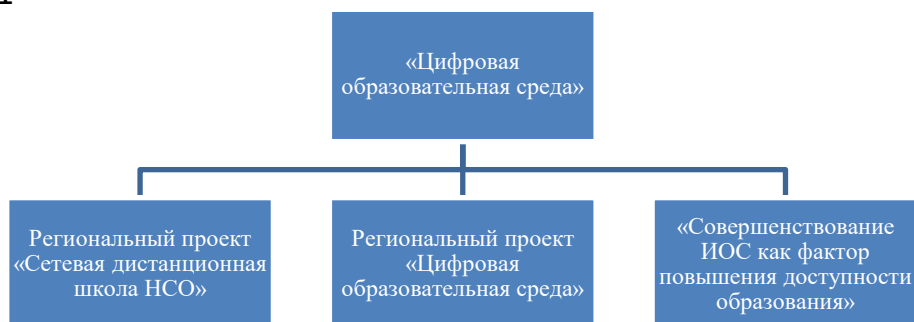 «Цифровая
образовательная среда»
Региональный проект
«Сетевая дистанционная
школа НСО»
Региональный проект
«Цифровая
образовательная среда»
«Совершенствование
ИОС как фактор
повышения доступности
образования»